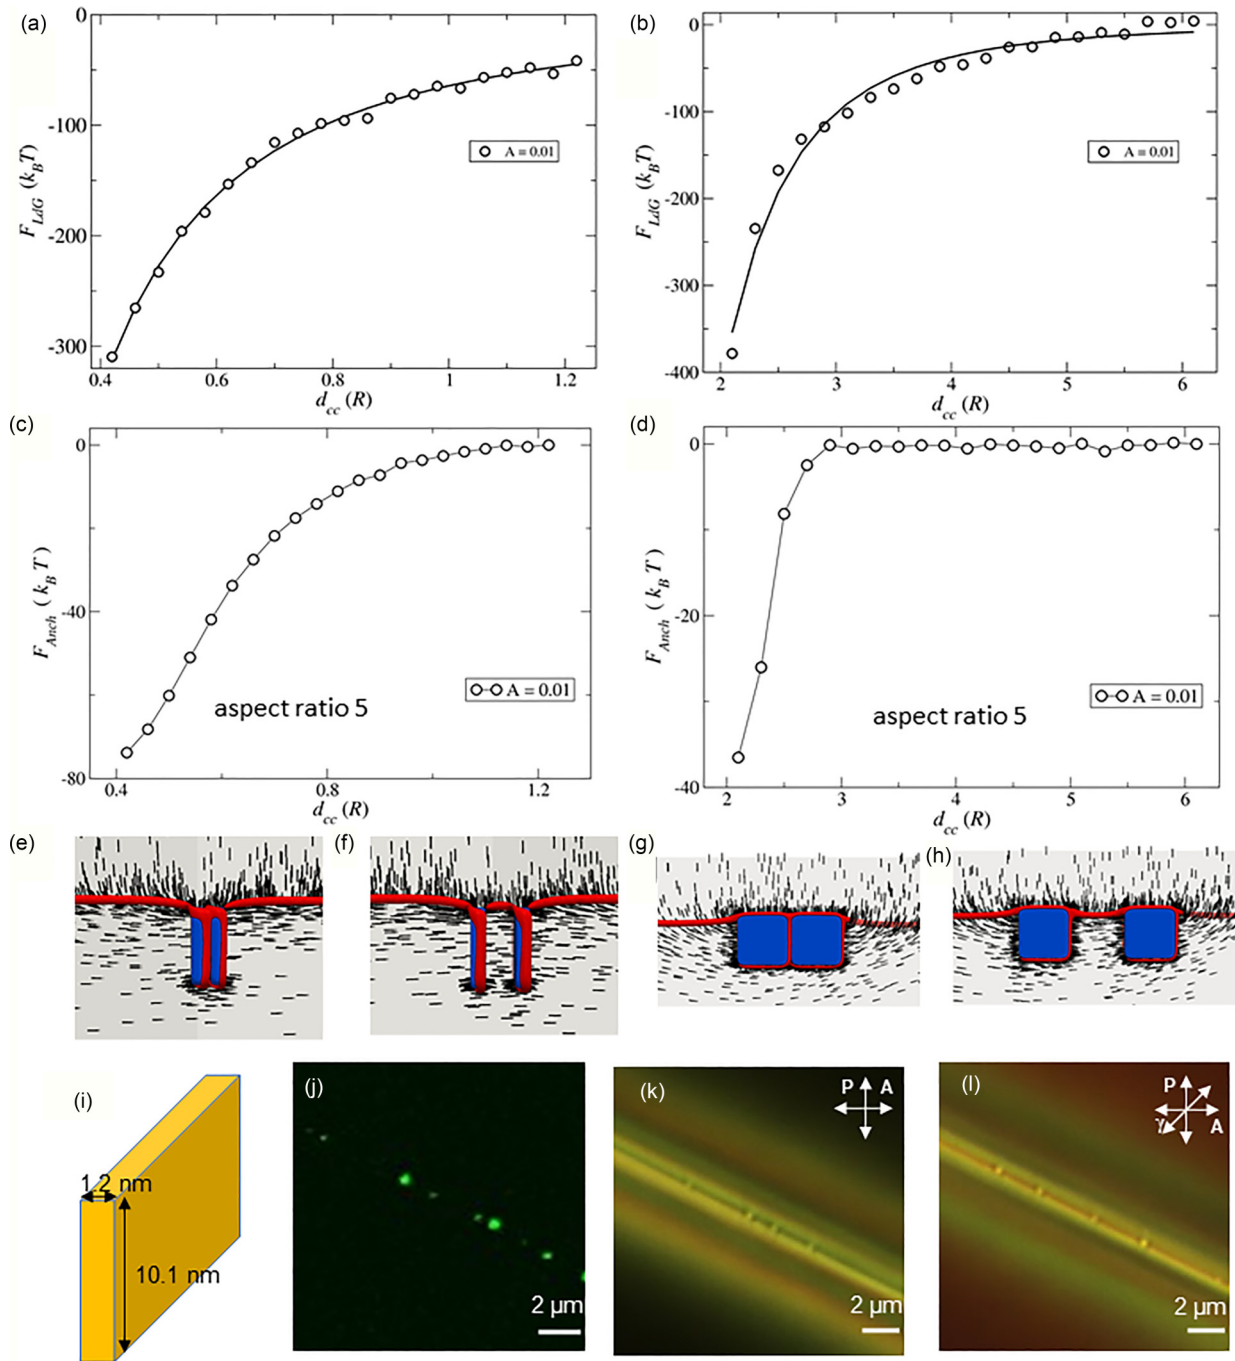 (a)
0
-100
-200
-300
F_LdG (k_BT)
A = 0.01
0.4
0.6
0.8
1
1.2
d_cc (R)
(b)
0
-100
-200
-300
-400
F_LdG (k_BT)
A = 0.01
2
3
4
5
6
d_cc (R)
(c)
0
-40
-80
F_Anch (k_B T)
A = 0.01
aspect ratio 5
0.4
0.8
1.2
d_cc (R)
(d)
0
-20
-40
F_Anch (k_B T)
A = 0.01
aspect ratio 5
2
3
4
5
6
d_cc (R)
(e)
(f)
(g)
(h)
(i)
1.2 nm
10.1 nm
(j)
2 µm
(k)
P A
2 µm
(l)
P
γ A
2 µm